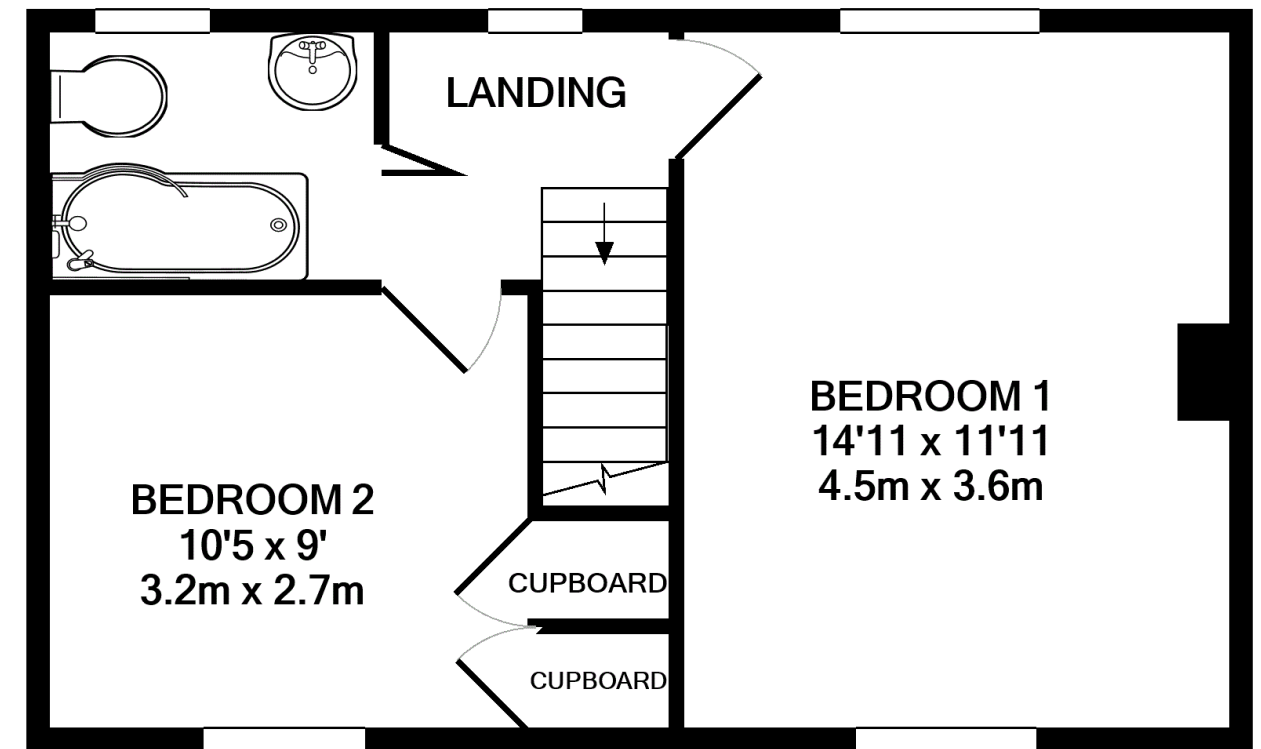 LANDING
BEDROOM 1
14'11 x 11'11
4.5m x 3.6m
BEDROOM 2
10'5 x 9'
3.2m x 2.7m
CUPBOARD
CUPBOARD